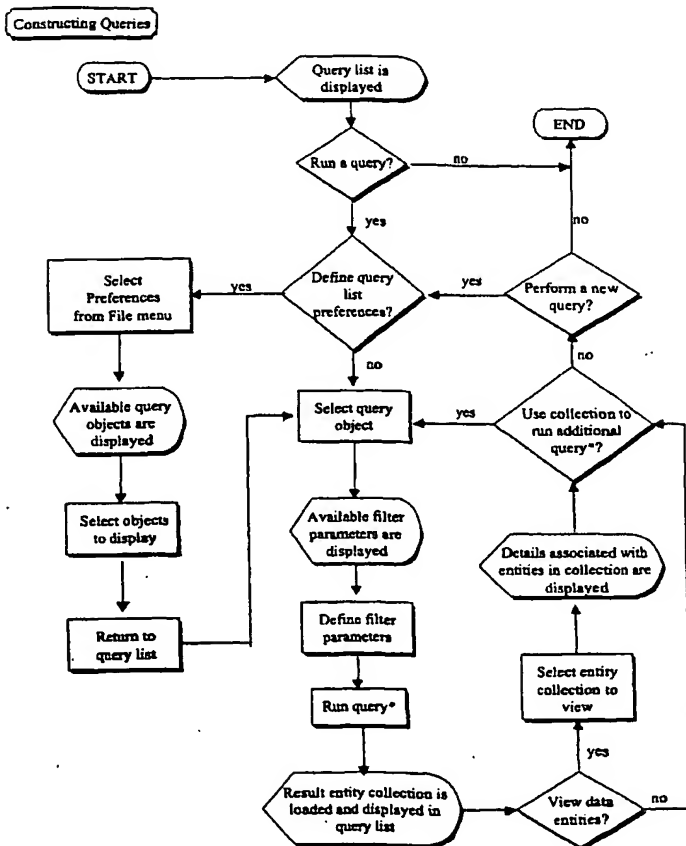 Constructing Queries
START
Query list is
displayed
END
Run a query?
no
yes
no
Select
Preferences
from File menu
yes
Define query
list
preferences?
yes
Perform a new
query?
no
no
Available query
objects are
displayed
Select query
object
yes
Use collection to
run additional
query*?
Select objects
to display
Available filter
parameters are
displayed
Details associated with
entities in collection are
displayed
Return to
query list
Define filter
parameters
Select entity
collection to
view
Run query*
yes
Result entity collection is
loaded and displayed in
query list
View data
entities?
no